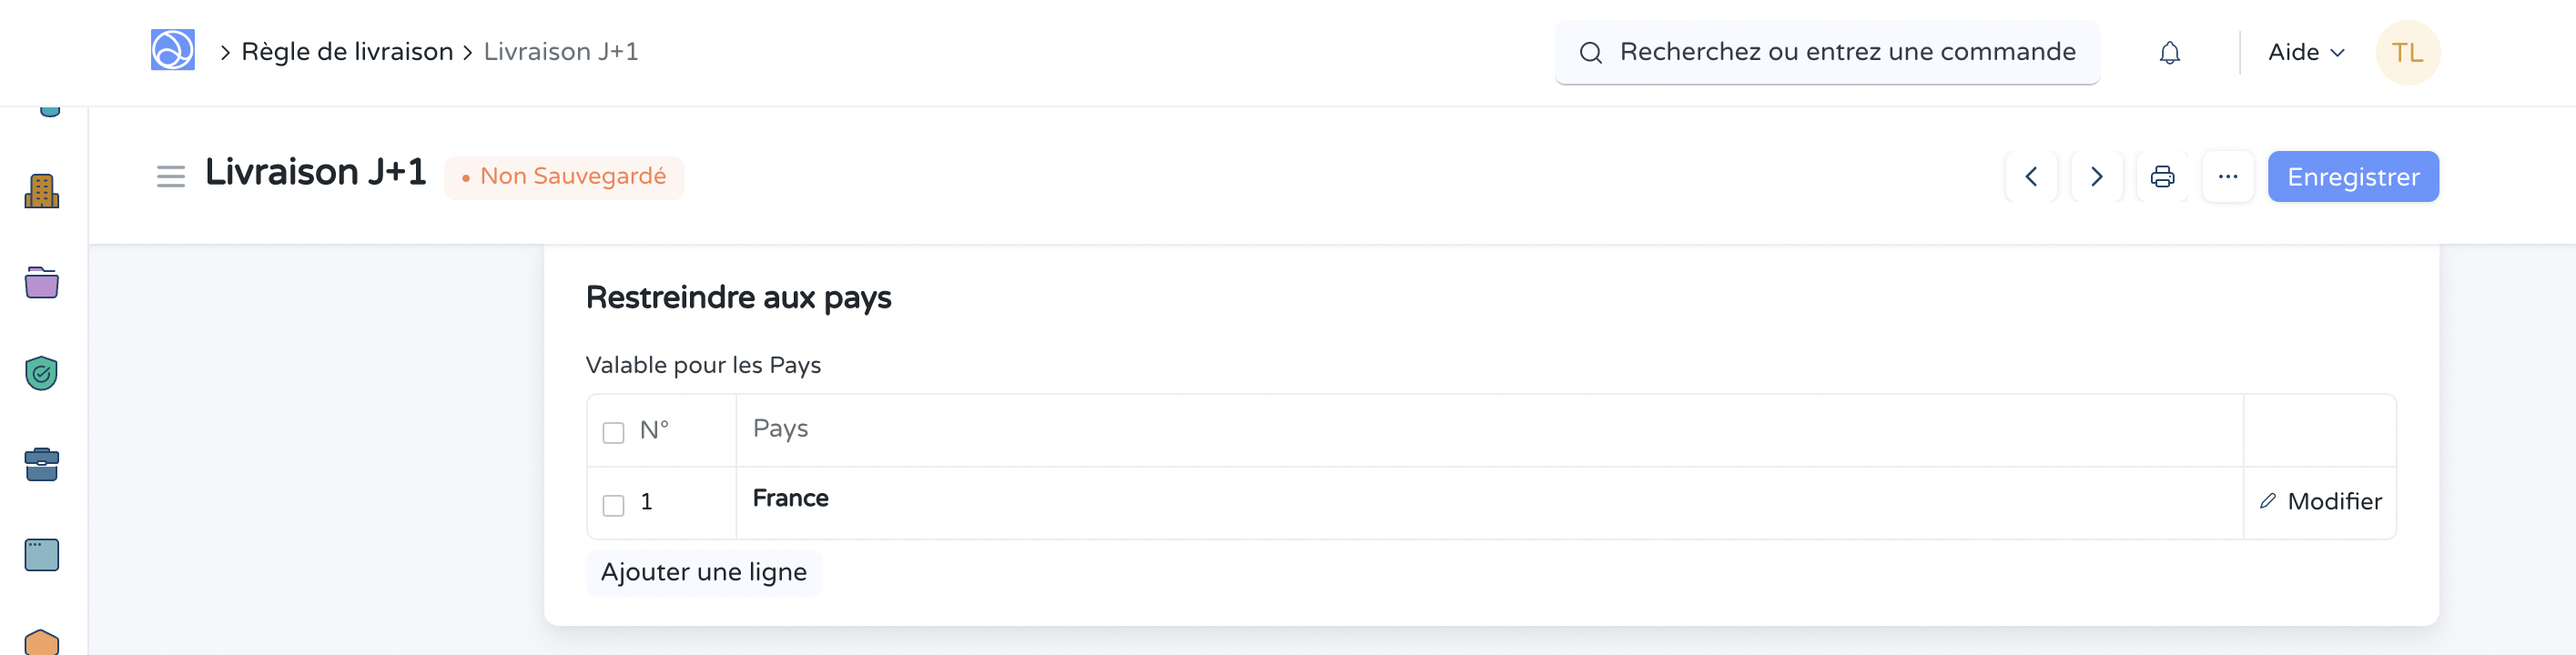 Règle de livraison Livraison J+1
Recherchez ou entrez une commande
Aide
TL
Livraison J+1
Non Sauvegardé
Enregistrer
Restreindre aux pays
Valable pour les Pays
N° Pays
1 France Modifier
Ajouter une ligne